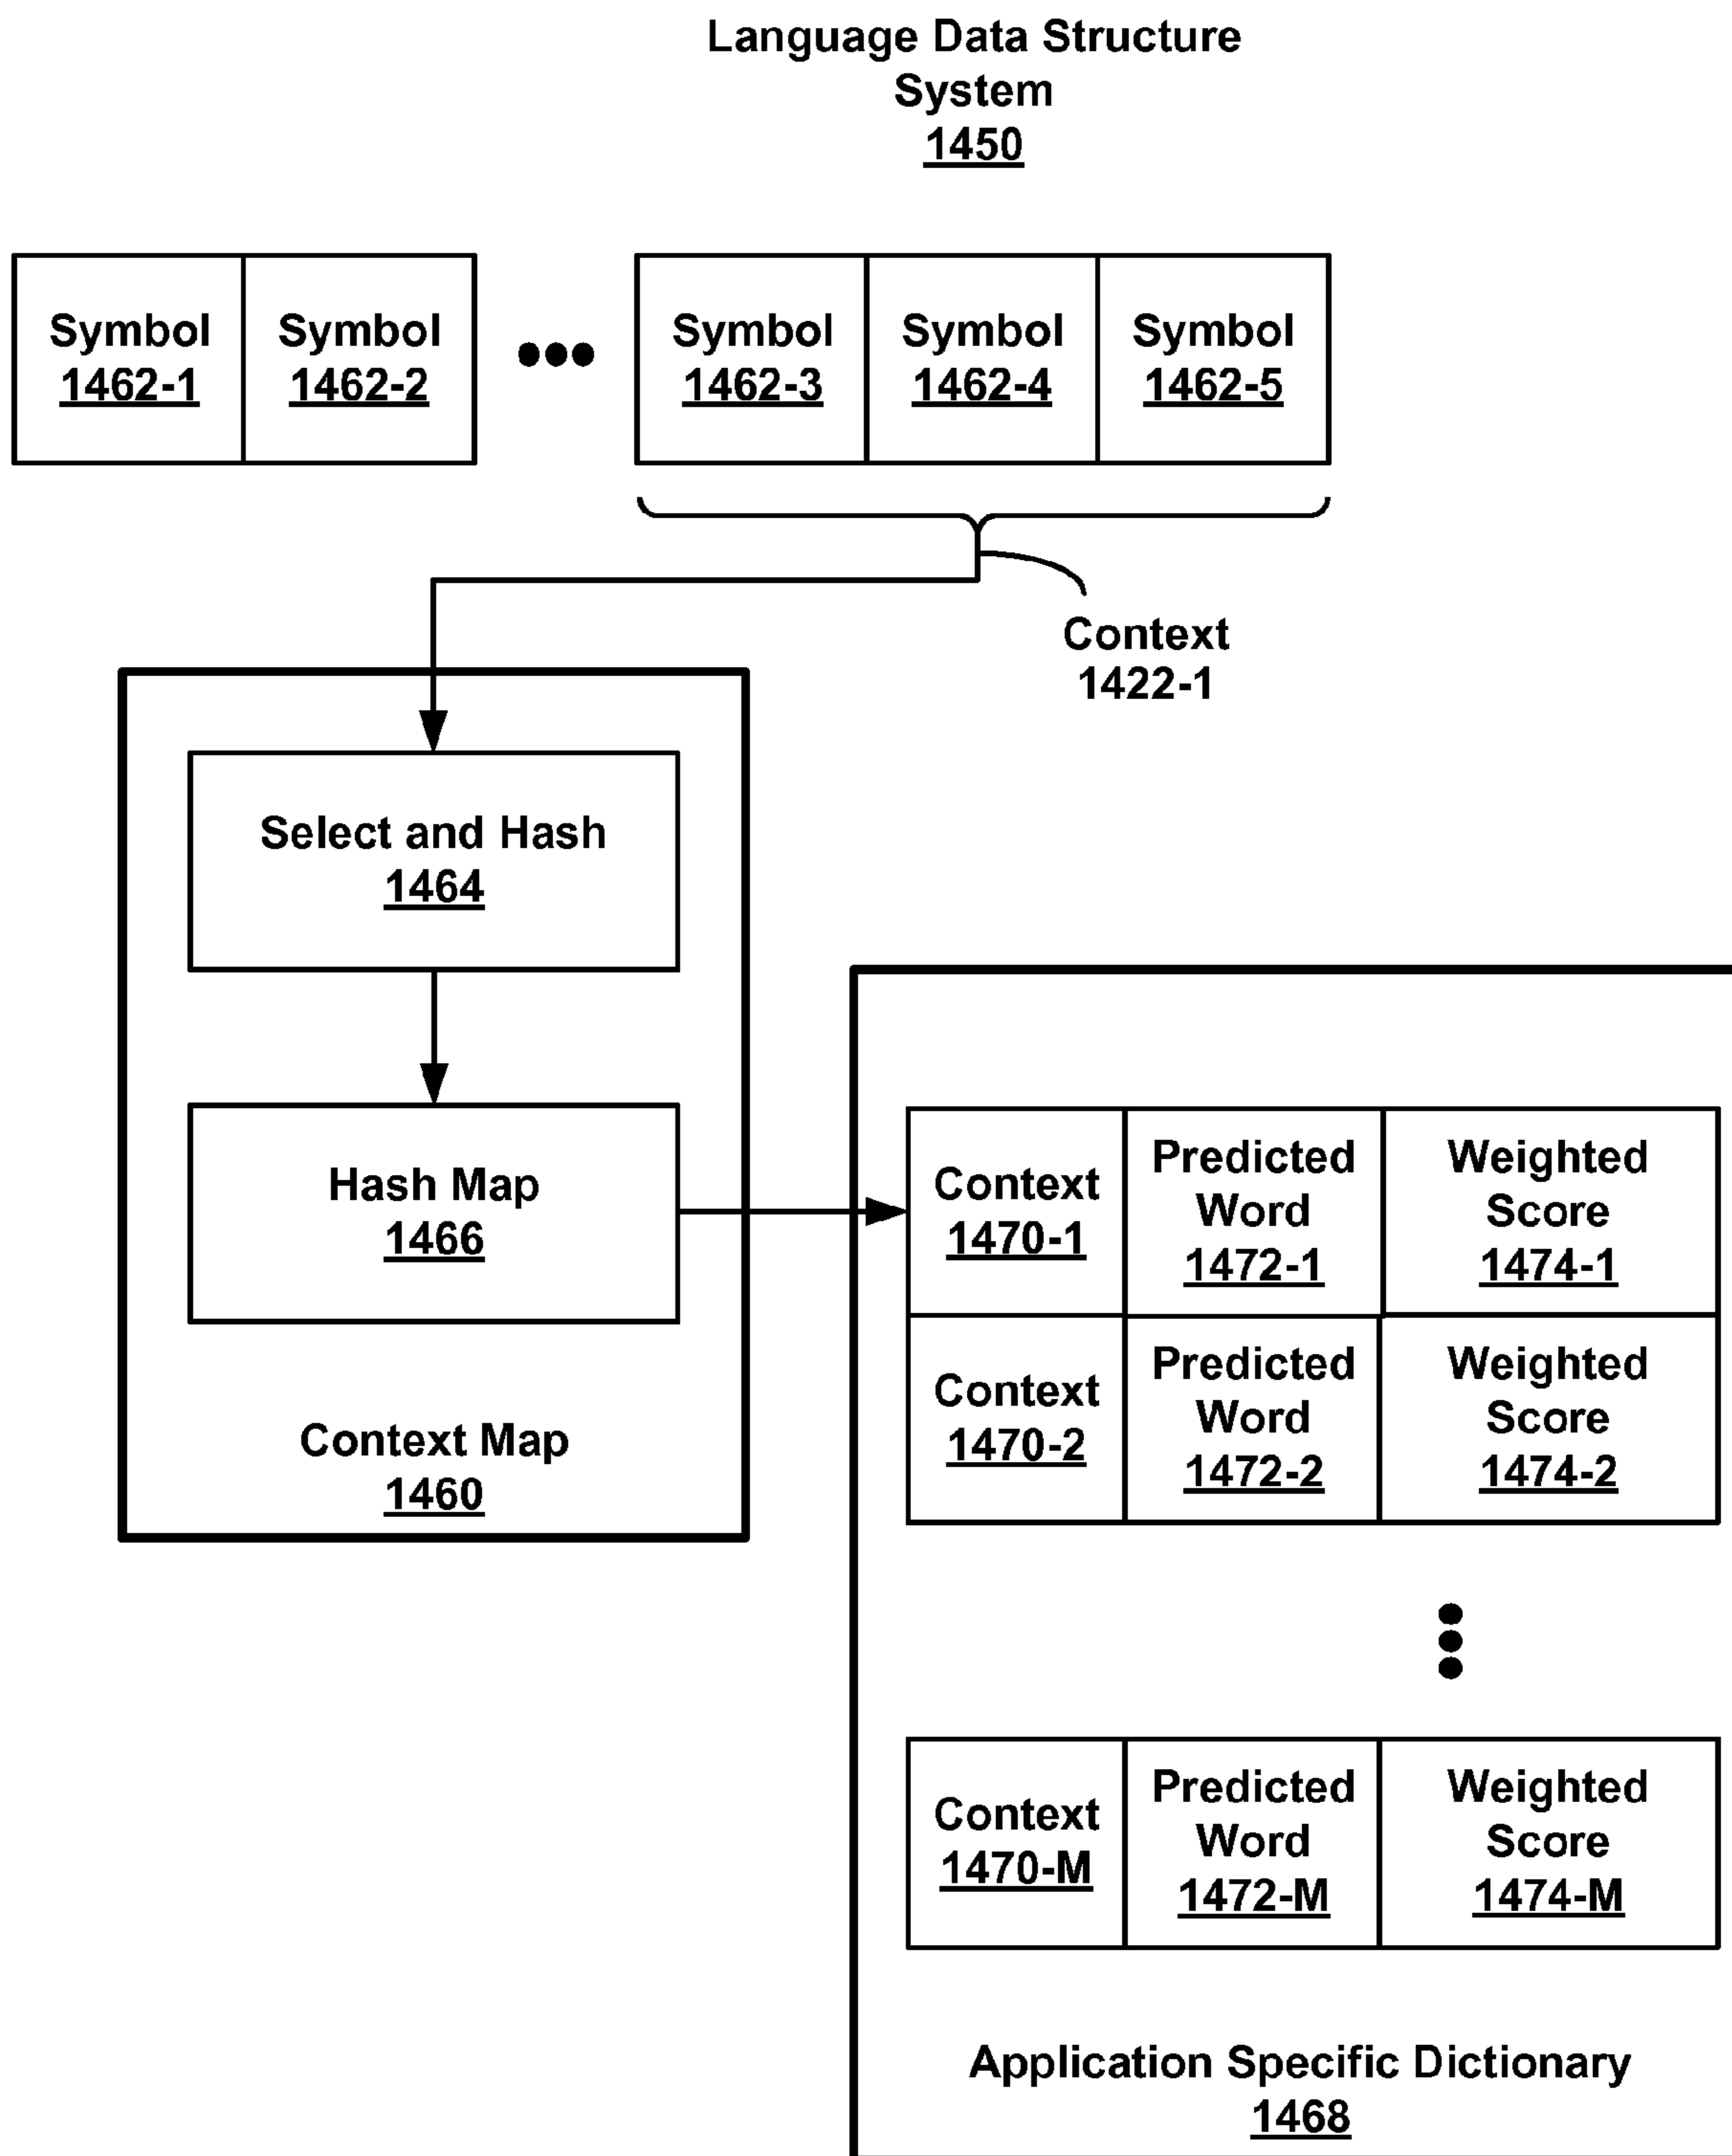 Language Data Structure
System
1450
Symbol
1462-1
Symbol
1462-2
Symbol
1462-3
Symbol
1462-4
Symbol
1462-5
Context
1422-1
Select and Hash
1464
Hash Map
1466
Context Map
1460
Context
1470-1
Predicted
Word
1472-1
Weighted
Score
1474-1
Context
1470-2
Predicted
Word
1472-2
Weighted
Score
1474-2
Context
1470-M
Predicted
Word
1472-M
Weighted
Score
1474-M
Application Specific Dictionary
1468